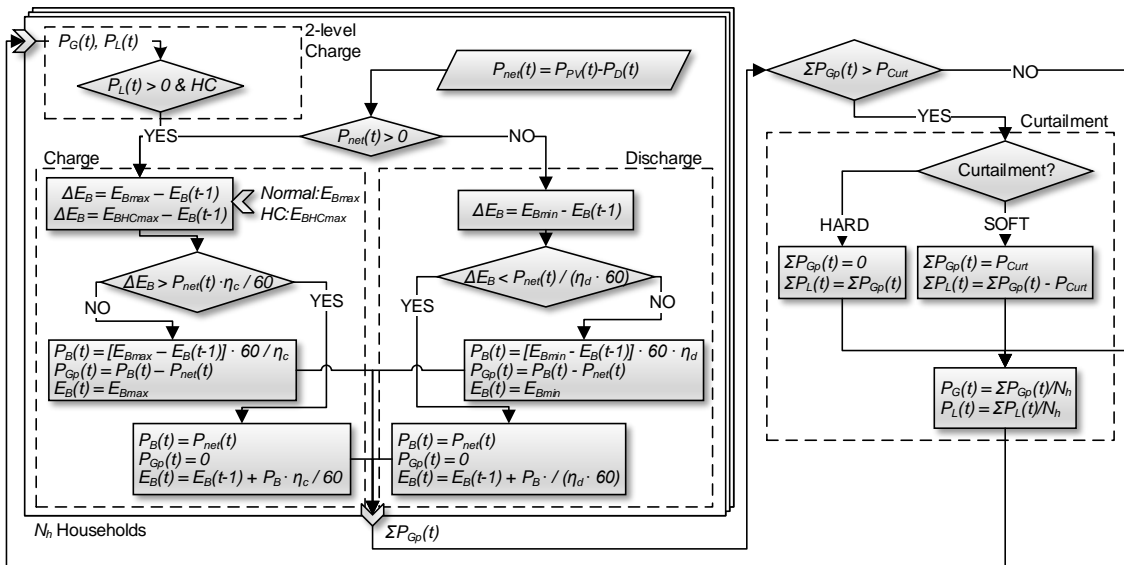 P_G(t), P_L(t)
2-level
Charge
P_L(t) > 0 & HC
P_net(t) = P_PV(t)-P_D(t)
YES
P_net(t) > 0
NO
Charge
Discharge
ΔE_B = E_Bmax – E_B(t-1)
ΔE_B = E_BHCmax – E_B(t-1)
Normal:E_Bmax
HC:E_BHCmax
ΔE_B = E_Bmin - E_B(t-1)
ΔE_B > P_net(t) ·η_c / 60
NO
YES
ΔE_B < P_net(t) / (η_d · 60)
YES
NO
P_B(t) = [E_Bmax – E_B(t-1)] · 60 / η_c
P_Gp(t) = P_B(t) – P_net(t)
E_B(t) = E_Bmax
P_B(t) = [E_Bmin - E_B(t-1)] · 60 · η_d
P_Gp(t) = P_B(t) - P_net(t)
E_B(t) = E_Bmin
P_B(t) = P_net(t)
P_Gp(t) = 0
E_B(t) = E_B(t-1) + P_B · η_c / 60
P_B(t) = P_net(t)
P_Gp(t) = 0
E_B(t) = E_B(t-1) + P_B · / (η_d · 60)
N_h Households
ΣP_Gp(t)
ΣP_Gp(t) > P_Curt
NO
YES
Curtailment
Curtailment?
HARD
SOFT
ΣP_Gp(t) = 0
ΣP_L(t) = ΣP_Gp(t)
ΣP_Gp(t) = P_Curt
ΣP_L(t) = ΣP_Gp(t) - P_Curt
P_G(t) = ΣP_Gp(t)/N_h
P_L(t) = ΣP_L(t)/N_h